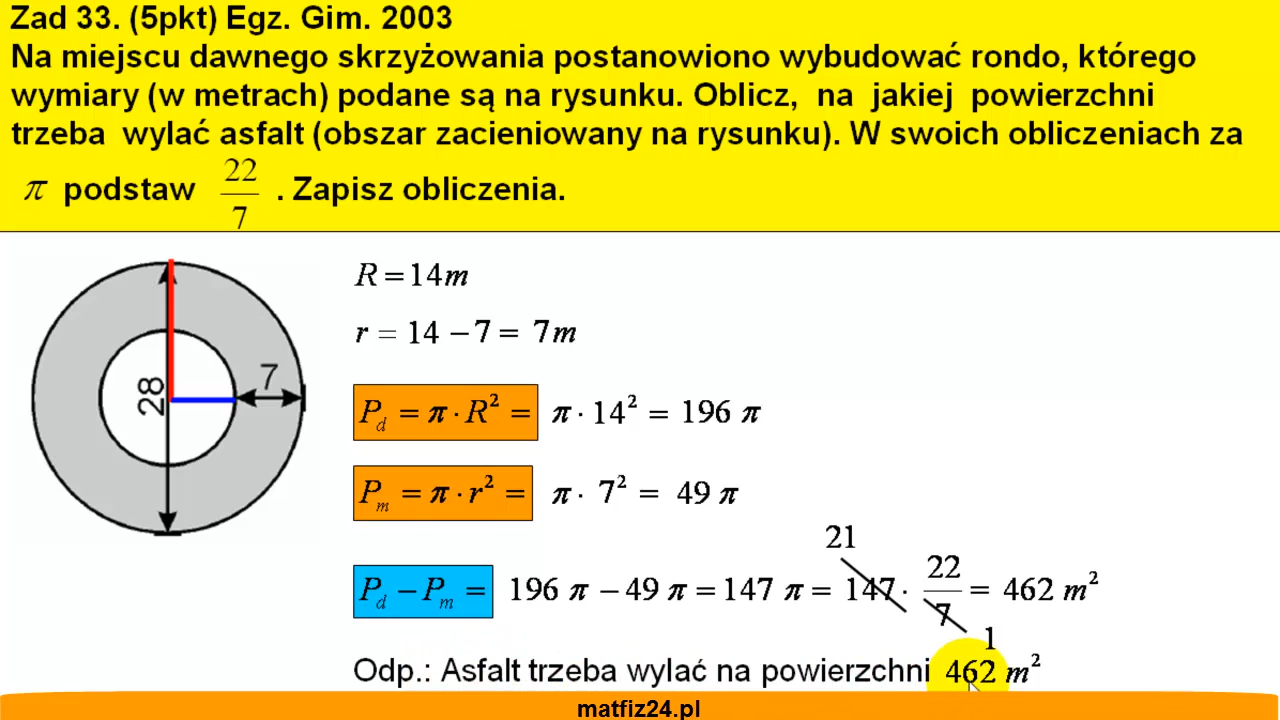 Zad 33. (5pkt) Egz. Gim. 2003
Na miejscu dawnego skrzyżowania postanowiono wybudować rondo, którego
wymiary (w metrach) podane są na rysunku. Oblicz, na jakiej powierzchni
trzeba wylać asfalt (obszar zacieniowany na rysunku). W swoich obliczeniach za
π podstaw 22/7 . Zapisz obliczenia.
28
7
R = 14m
r = 14 − 7 = 7m
P_d = π · R² = π · 14² = 196 π
P_m = π · r² = π · 7² = 49 π
21
P_d − P_m = 196 π − 49 π = 147 π = 147 · 22/7 = 462 m²
1
Odp.: Asfalt trzeba wylać na powierzchni 462 m²
matfiz24.pl